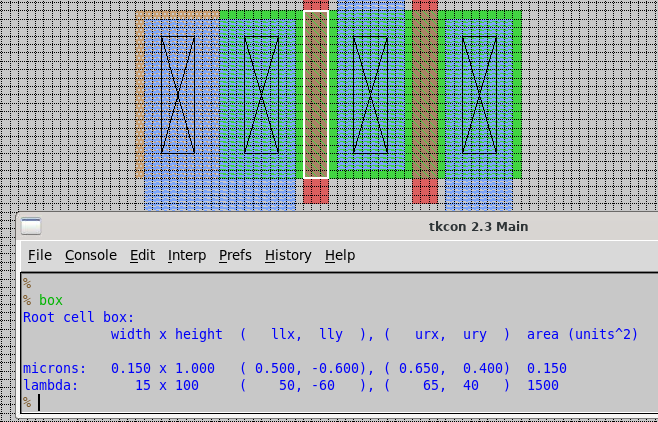 tkcon 2.3 Main
File Console Edit Interp Prefs History Help
%
% box
Root cell box:
width x height ( llx, lly ), ( urx, ury ) area (units^2)
microns: 0.150 x 1.000 ( 0.500, -0.600), ( 0.650, 0.400) 0.150
lambda: 15 x 100 ( 50, -60 ), ( 65, 40 ) 1500
%